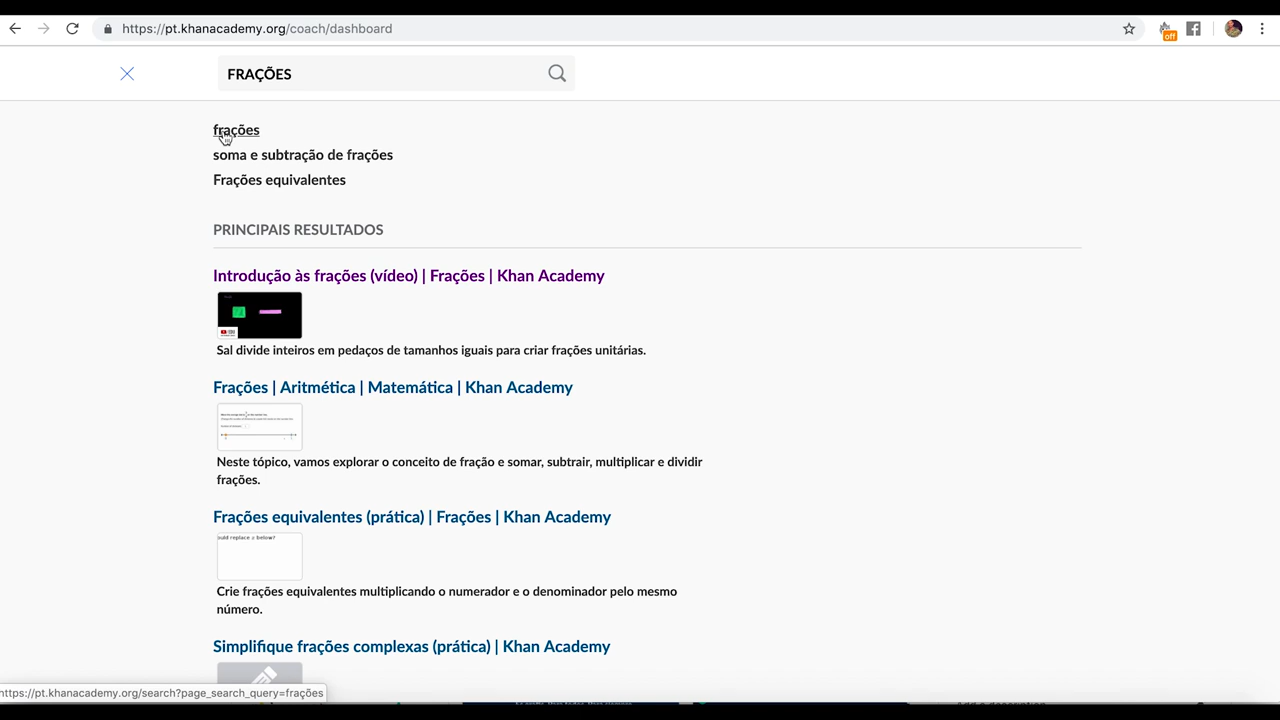 https://pt.khanacademy.org/coach/dashboard
off
FRAÇÕES
frações
soma e subtração de frações
Frações equivalentes
PRINCIPAIS RESULTADOS
Introdução às frações (vídeo) | Frações | Khan Academy
Sal divide inteiros em pedaços de tamanhos iguais para criar frações unitárias.
Frações | Aritmética | Matemática | Khan Academy
Neste tópico, vamos explorar o conceito de fração e somar, subtrair, multiplicar e dividir
frações.
Frações equivalentes (prática) | Frações | Khan Academy
ould replace
below?
Crie frações equivalentes multiplicando o numerador e o denominador pelo mesmo
número.
Simplifique frações complexas (prática) | Khan Academy
https://pt.khanacademy.org/search?page_search_query=frações